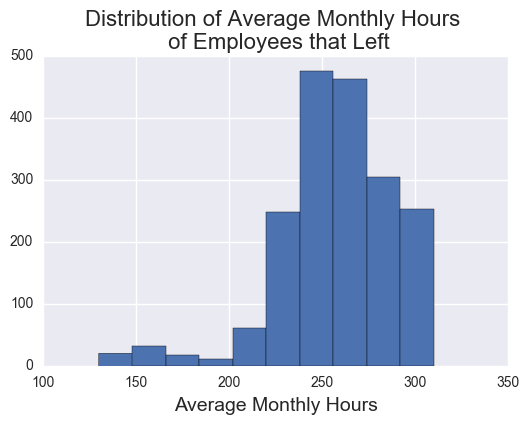 Distribution of Average Monthly Hours
of Employees that Left
500
400
300
200
100
0
100 150 200 250 300 350
Average Monthly Hours